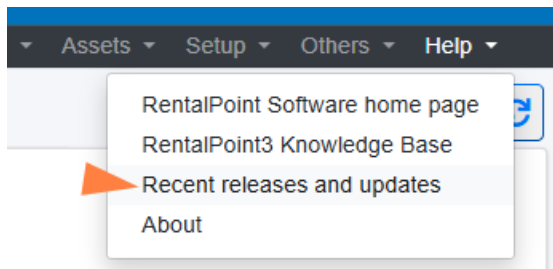 Assets Setup Others Help
RentalPoint Software home page
RentalPoint3 Knowledge Base
Recent releases and updates
About